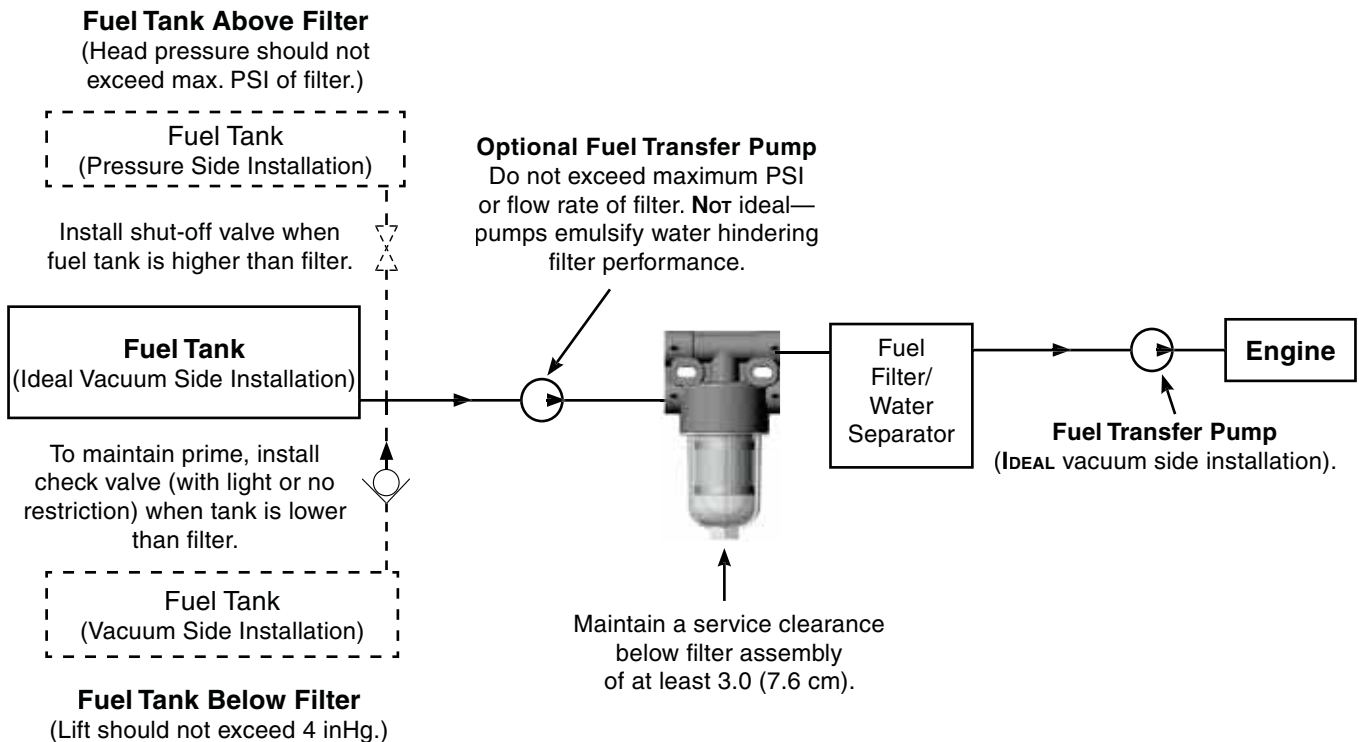 Fuel Tank Above Filter
(Head pressure should not
exceed max. PSI of filter.)
Fuel Tank
(Pressure Side Installation)
Install shut-off valve when
fuel tank is higher than filter.
Fuel Tank
(Ideal Vacuum Side Installation)
To maintain prime, install
check valve (with light or no
restriction) when tank is lower
than filter.
Fuel Tank
(Vacuum Side Installation)
Fuel Tank Below Filter
(Lift should not exceed 4 inHg.)
Optional Fuel Transfer Pump
Do not exceed maximum PSI
or flow rate of filter. NOT ideal—
pumps emulsify water hindering
filter performance.
Maintain a service clearance
below filter assembly
of at least 3.0 (7.6 cm).
Fuel
Filter/
Water
Separator
Fuel Transfer Pump
(IDEAL vacuum side installation).
Engine